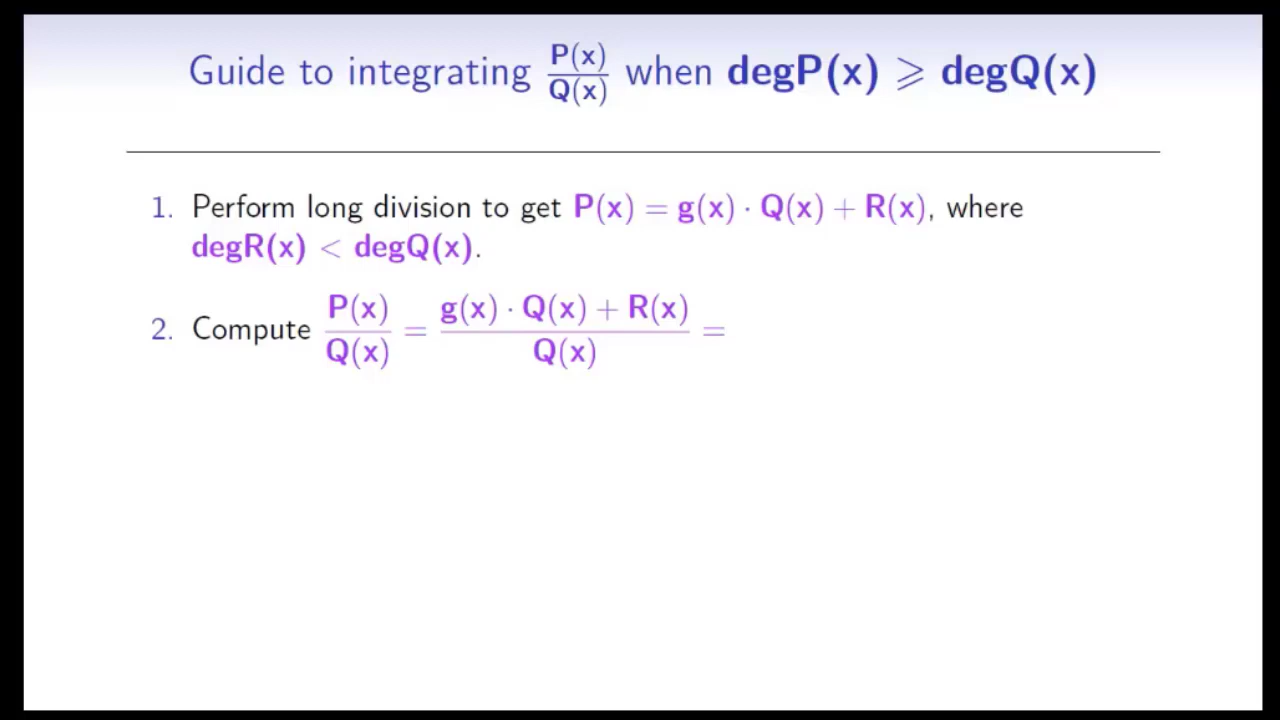 Guide to integrating P(x)/Q(x) when degP(x) ⩾ degQ(x)
1. Perform long division to get P(x) = g(x) · Q(x) + R(x), where
degR(x) < degQ(x).
2. Compute P(x)/Q(x) = g(x) · Q(x) + R(x)/Q(x) =